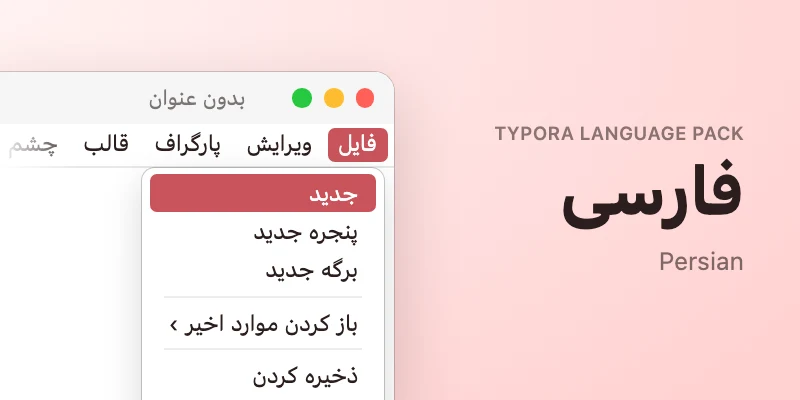 بدون عنوان
فایل ویرایش پارگراف قالب چشم
جدید
پنجره جدید
برگه جدید
باز کردن موارد اخیر ›
ذخیره کردن
TYPORA LANGUAGE PACK
فارسی
Persian